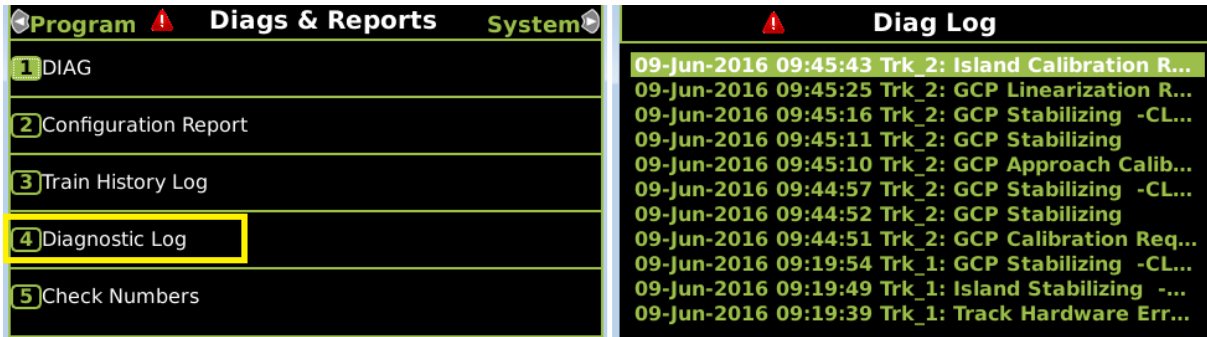 Program Diags & Reports System
1 DIAG
2 Configuration Report
3 Train History Log
4 Diagnostic Log
5 Check Numbers
Diag Log
09-Jun-2016 09:45:43 Trk_2: Island Calibration R...
09-Jun-2016 09:45:25 Trk_2: GCP Linearization R...
09-Jun-2016 09:45:16 Trk_2: GCP Stabilizing -CL...
09-Jun-2016 09:45:11 Trk_2: GCP Stabilizing
09-Jun-2016 09:45:10 Trk_2: GCP Approach Calib...
09-Jun-2016 09:44:57 Trk_2: GCP Stabilizing -CL...
09-Jun-2016 09:44:52 Trk_2: GCP Stabilizing
09-Jun-2016 09:44:51 Trk_2: GCP Calibration Req...
09-Jun-2016 09:19:54 Trk_1: GCP Stabilizing -CL...
09-Jun-2016 09:19:49 Trk_1: Island Stabilizing -...
09-Jun-2016 09:19:39 Trk_1: Track Hardware Err...